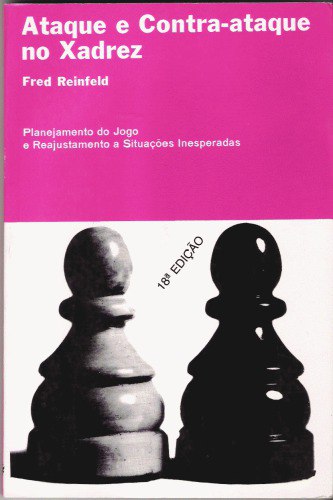 Ataque e Contra-ataque
no Xadrez
Fred Reinfeld
Planejamento do Jogo
e Reajustamento a Situações Inesperadas
18ª EDIÇÃO